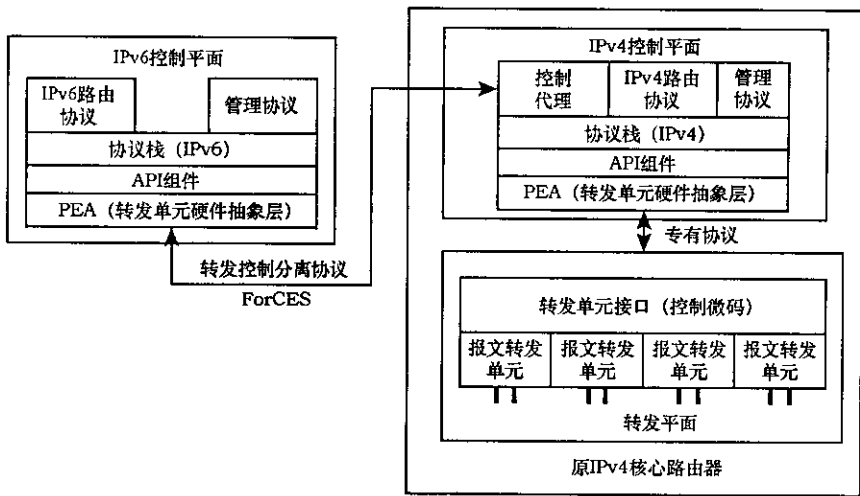 IPv6控制平面
IPv6路由
协议
管理协议
协议栈（IPv6）
API组件
PEA（转发单元硬件抽象层）
转发控制分离协议
ForCES
IPv4控制平面
控制
代理
IPv4路由
协议
管理
协议
协议栈（IPv4）
API组件
PEA（转发单元硬件抽象层）
专有协议
转发单元接口（控制微码）
报文转发
单元
报文转发
单元
报文转发
单元
报文转发
单元
转发平面
原IPv4核心路由器